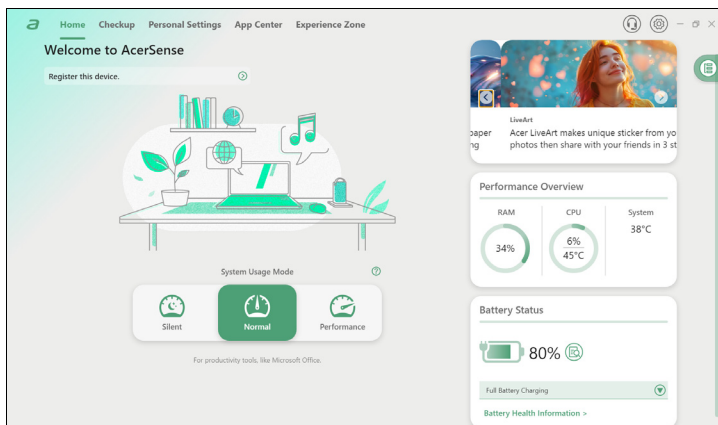 Home Checkup Personal Settings App Center Experience Zone
Welcome to AcerSense
Register this device.
System Usage Mode
Silent
Normal
Performance
For productivity tools, like Microsoft Office.
LiveArt
paper Acer LiveArt makes unique sticker from yo
ng photos then share with your friends in 3 st
Performance Overview
RAM CPU System
34% 6% 38°C
45°C
Battery Status
80%
Full Battery Charging
Battery Health Information >